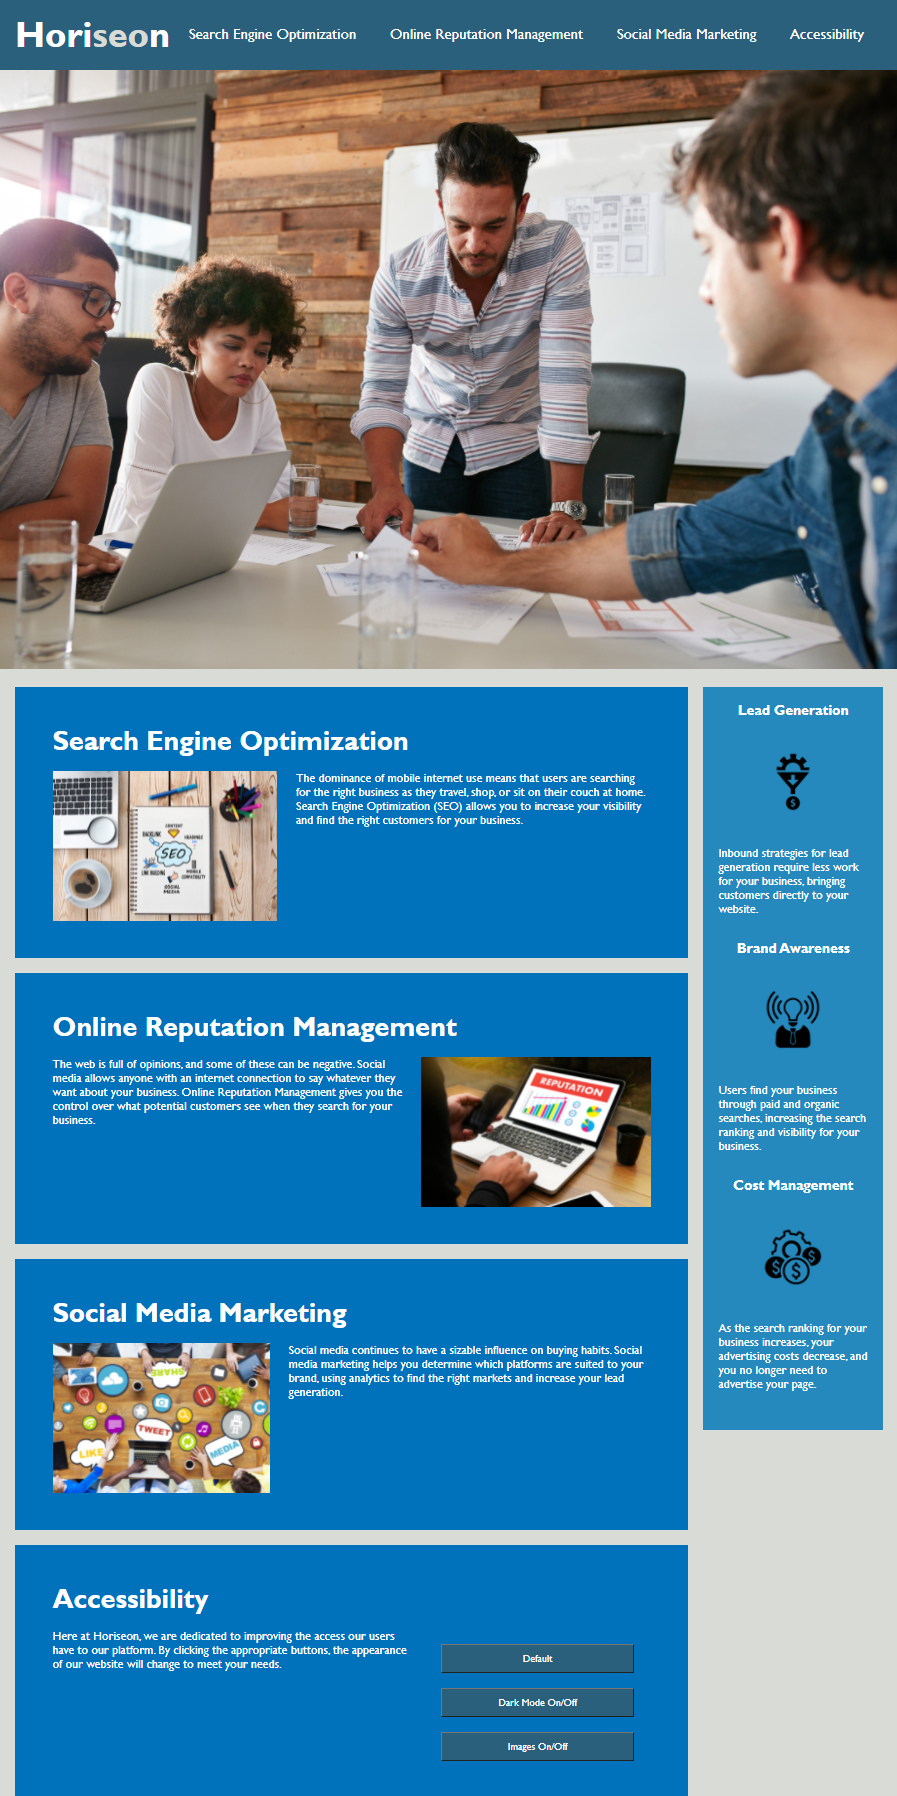 Horiseon
Search Engine Optimization
Online Reputation Management
Social Media Marketing
Accessibility
Search Engine Optimization
The dominance of mobile internet use means that users are searching
for the right business as they travel, shop, or sit on their couch at home.
Search Engine Optimization (SEO) allows you to increase your visibility
and find the right customers for your business.
CONTENT
BACKLINK
KEYWORDS
SEO
LINK BUILDING
MOBILE
COMPATIBILITY
SOCIAL
MEDIA
Online Reputation Management
The web is full of opinions, and some of these can be negative. Social
media allows anyone with an internet connection to say whatever they
want about your business. Online Reputation Management gives you the
control over what potential customers see when they search for your
business.
REPUTATION
Social Media Marketing
SHARE
TWEET
LIKE
MEDIA
Social media continues to have a sizable influence on buying habits. Social
media marketing helps you determine which platforms are suited to your
brand, using analytics to find the right markets and increase your lead
generation.
Accessibility
Here at Horiseon, we are dedicated to improving the access our users
have to our platform. By clicking the appropriate buttons, the appearance
of our website will change to meet your needs.
Default
Dark Mode On/Off
Images On/Off
Lead Generation
$
Inbound strategies for lead
generation require less work
for your business, bringing
customers directly to your
website.
Brand Awareness
Users find your business
through paid and organic
searches, increasing the search
ranking and visibility for your
business.
Cost Management
$ $ $
As the search ranking for your
business increases, your
advertising costs decrease, and
you no longer need to
advertise your page.